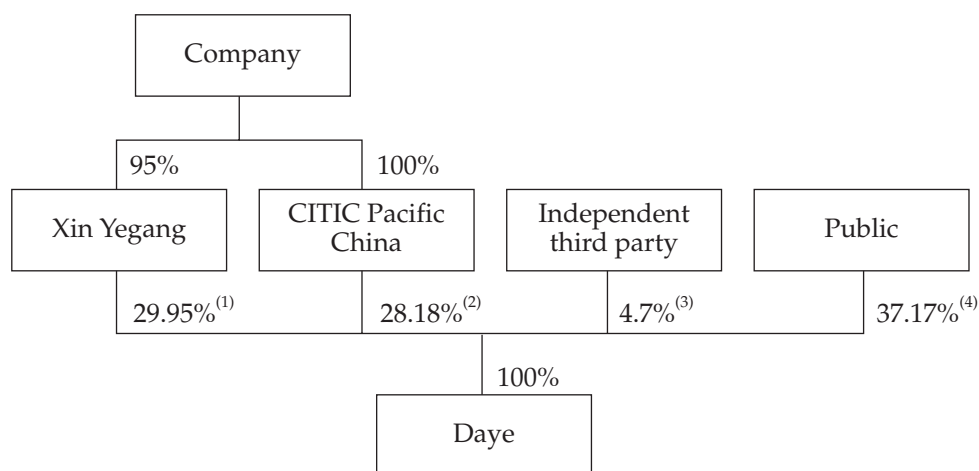 Company
95%
100%
Xin Yegang
CITIC Pacific
China
Independent
third party
Public
29.95%(1)
28.18%(2)
4.7%(3)
37.17%(4)
100%
Daye